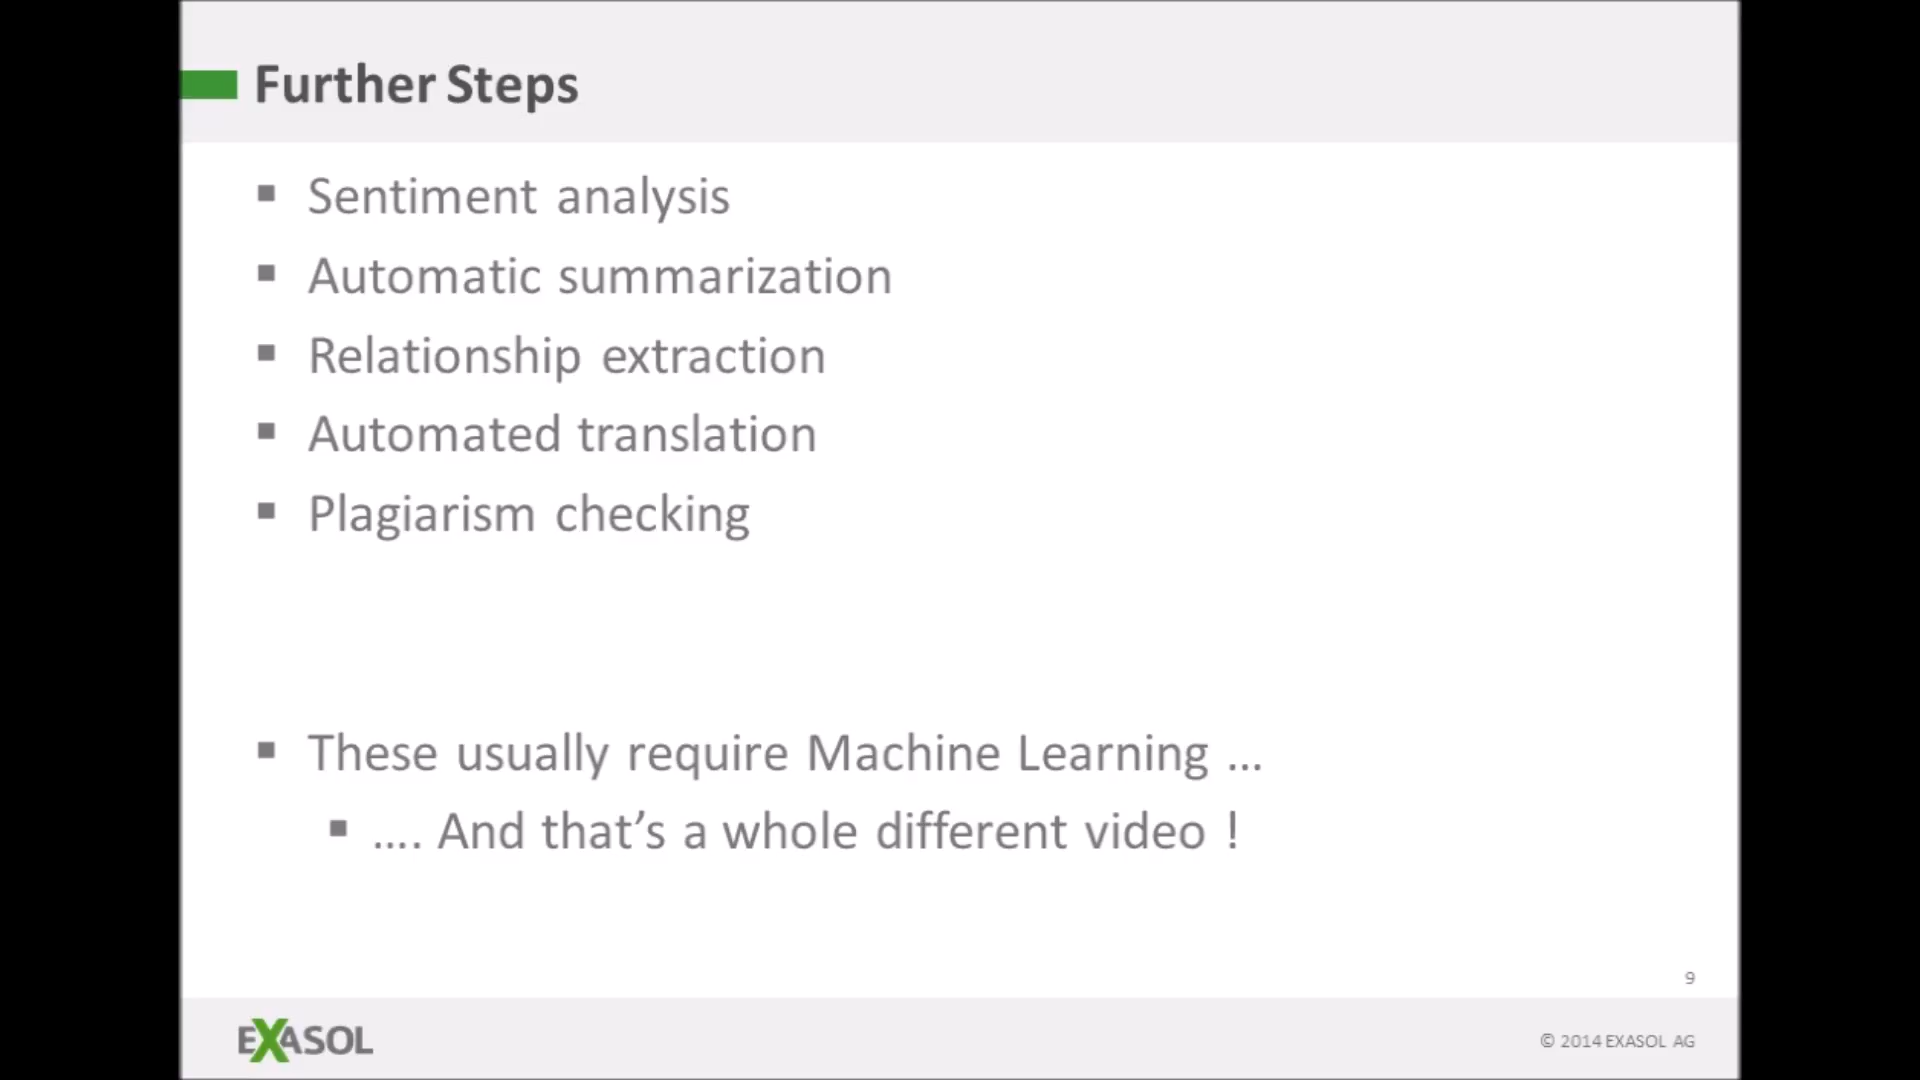 Further Steps
▪ Sentiment analysis
▪ Automatic summarization
▪ Relationship extraction
▪ Automated translation
▪ Plagiarism checking
▪ These usually require Machine Learning ...
▪ .... And that’s a whole different video !
9
EXASOL
© 2014 EXASOL AG